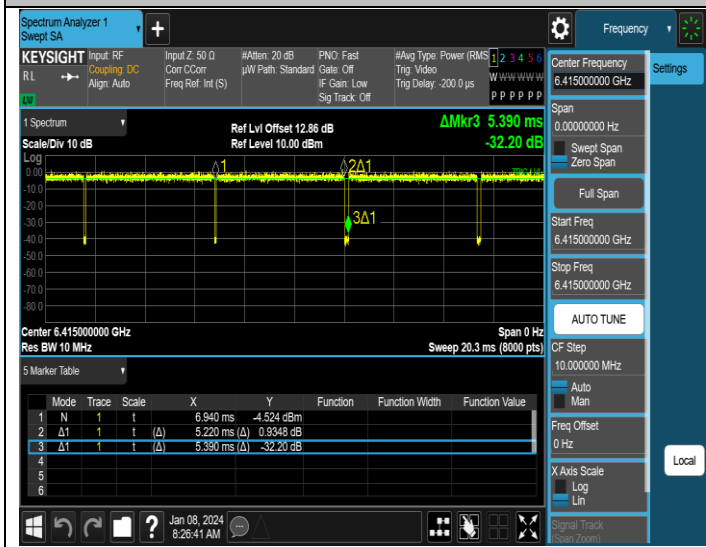 Spectrum Analyzer 1
Swept SA
Frequency
KEYSIGHT
RL
LXI
Input: RF
Coupling: DC
Align: Auto
Input Z: 50 Ω
Corr CCorr
Freq Ref: Int (S)
#Atten: 20 dB
µW Path: Standard
PNO: Fast
Gate: Off
IF Gain: Low
Sig Track: Off
#Avg Type: Power (RMS
Trig: Video
Trig Delay: -200.0 µs
1 2 3 4 5 6
W W W W W W
P P P P P P
1 Spectrum
Scale/Div 10 dB
Log
Ref Lvl Offset 12.86 dB
Ref Level 10.00 dBm
ΔMkr3 5.390 ms
-32.20 dB
0.00
-10.0
-20.0
-30.0
-40.0
-50.0
-60.0
-70.0
-80.0
1
2Δ1
3Δ1
Center 6.415000000 GHz
Res BW 10 MHz
Span 0 Hz
Sweep 20.3 ms (8000 pts)
5 Marker Table
Mode Trace Scale X Y Function Function Width Function Value
1 N 1 t 6.940 ms -4.524 dBm
2 Δ1 1 t (Δ) 5.220 ms (Δ) 0.9348 dB
3 Δ1 1 t (Δ) 5.390 ms (Δ) -32.20 dB
4
5
6
Jan 08, 2024
8:26:41 AM
Center Frequency
6.415000000 GHz
Span
0.00000000 Hz
Swept Span
Zero Span
Full Span
Start Freq
6.415000000 GHz
Stop Freq
6.415000000 GHz
AUTO TUNE
CF Step
10.000000 MHz
Auto
Man
Freq Offset
0 Hz
X Axis Scale
Log
Lin
Signal Track
(Span Zoom)
Settings
Local